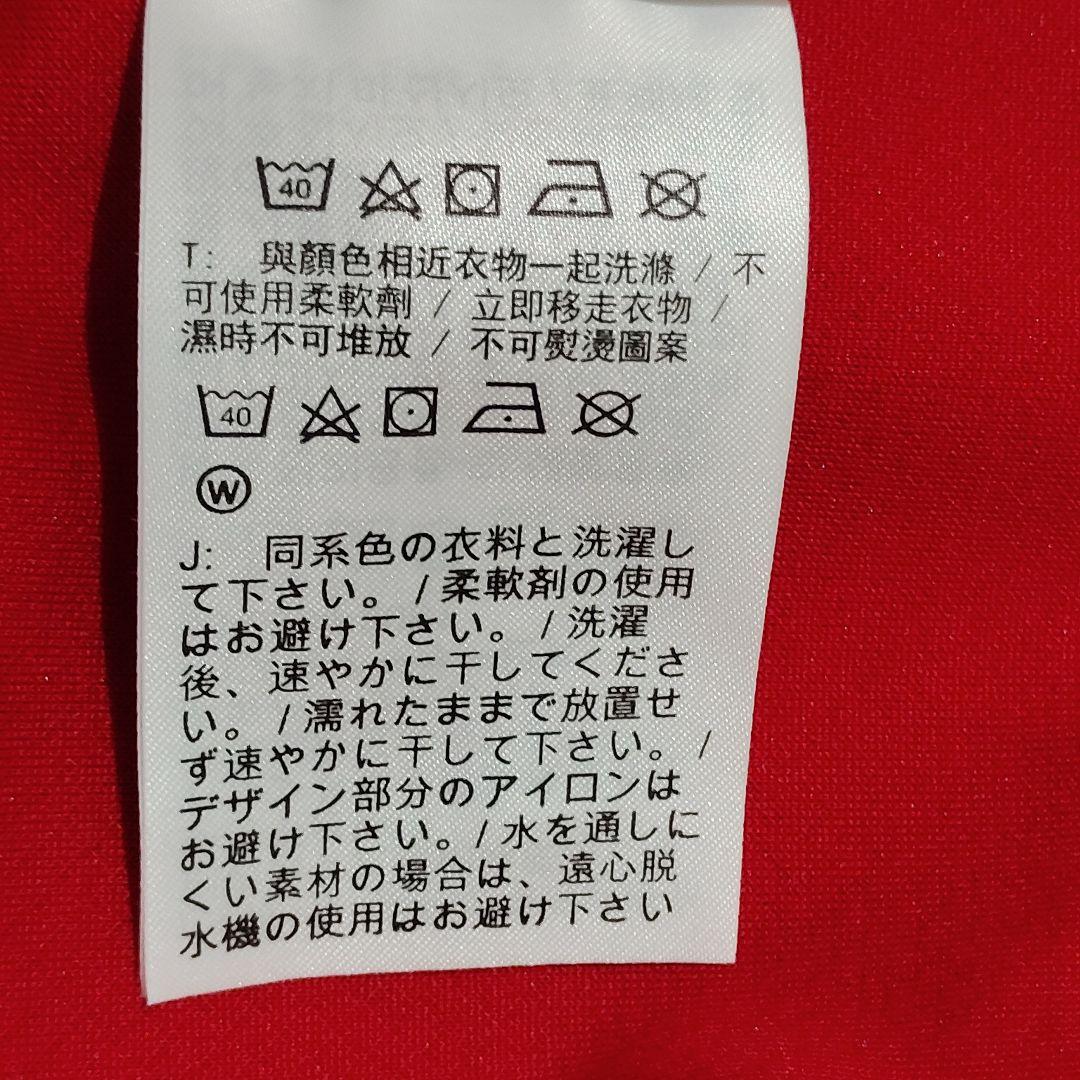 40
T: 與顏色相近衣物一起洗滌 / 不
可使用柔軟劑 / 立即移走衣物 /
濕時不可堆放 / 不可熨燙圖案
40
W
J: 同系色の衣料と洗濯し
て下さい。 /柔軟剤の使用
はお避け下さい。 /洗濯
後、速やかに干してくださ
い。 /濡れたままで放置せ
ず速やかに干して下さい。 /
デザイン部分のアイロンは
お避け下さい。/水を通しに
くい素材の場合は、遠心脱
水機の使用はお避け下さい